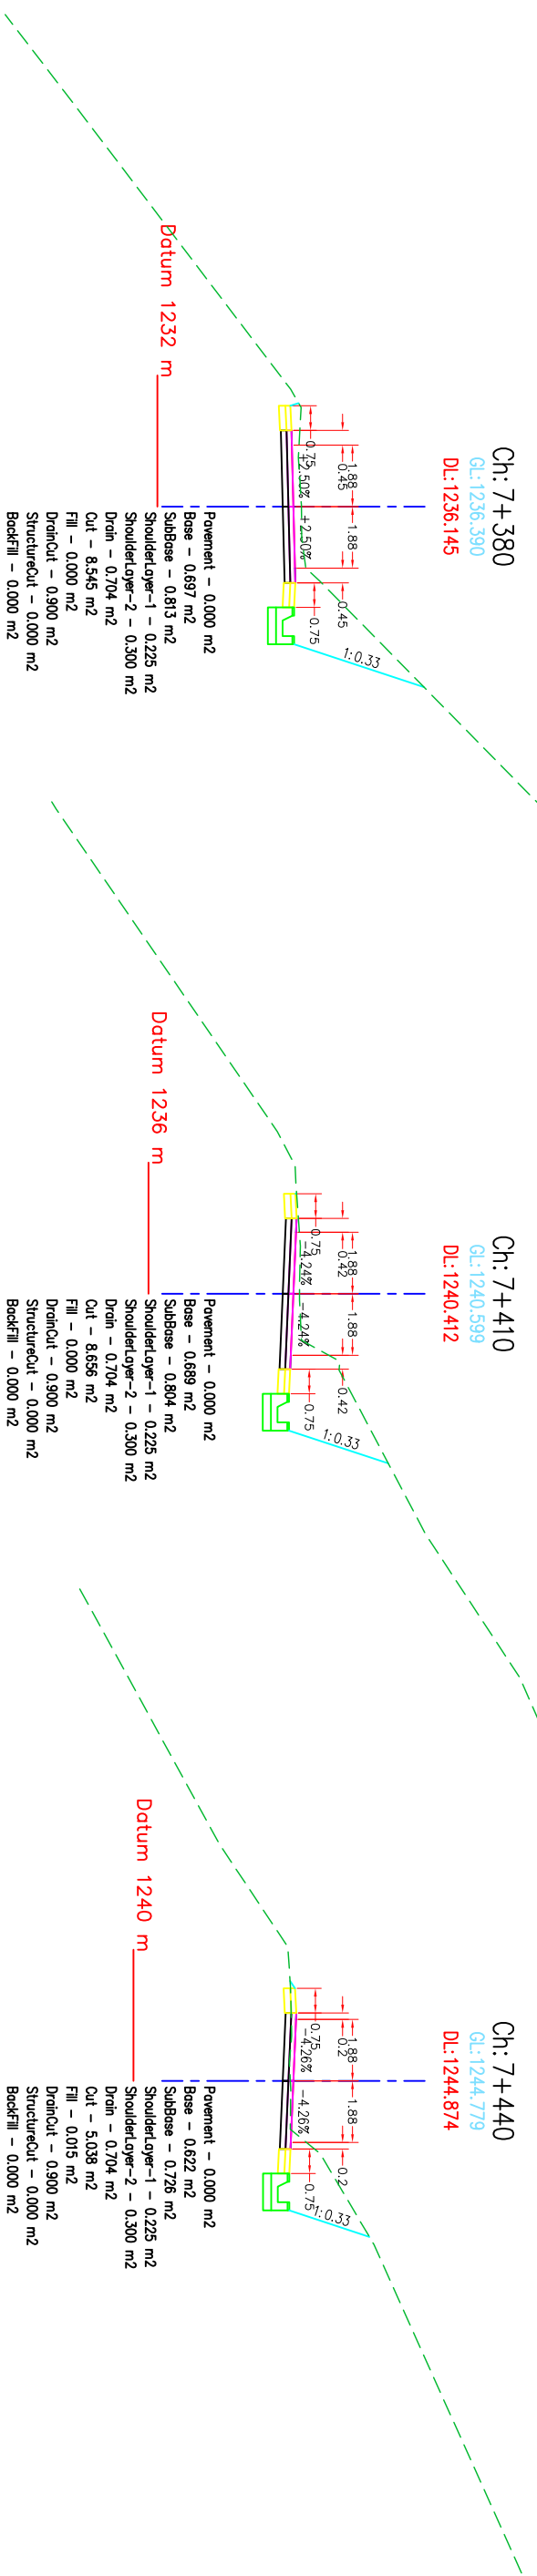 Ch: 7+380
GL:1236.390
DL:1236.145
1.88
1.88
0.45
0.45
0.75
0.75
+2.50%
1:0.33
Datum 1232 m
Pavement - 0.000 m2
Base - 0.697 m2
SubBase - 0.813 m2
ShoulderLayer-1 - 0.225 m2
ShoulderLayer-2 - 0.300 m2
Drain - 0.704 m2
Cut - 8.545 m2
Fill - 0.000 m2
DrainCut - 0.900 m2
StructureCut - 0.000 m2
BackFill - 0.000 m2
Ch: 7+410
GL:1240.599
DL:1240.412
1.88
1.88
0.42
0.42
0.75
0.75
-4.24%
-4.24%
1:0.33
Datum 1236 m
Pavement - 0.000 m2
Base - 0.689 m2
SubBase - 0.804 m2
ShoulderLayer-1 - 0.225 m2
ShoulderLayer-2 - 0.300 m2
Drain - 0.704 m2
Cut - 8.656 m2
Fill - 0.000 m2
DrainCut - 0.900 m2
StructureCut - 0.000 m2
BackFill - 0.000 m2
Ch: 7+440
GL:1244.779
DL:1244.874
1.88
1.88
0.2
0.2
0.75
0.75
-4.26%
-4.26%
1:0.33
Datum 1240 m
Pavement - 0.000 m2
Base - 0.622 m2
SubBase - 0.726 m2
ShoulderLayer-1 - 0.225 m2
ShoulderLayer-2 - 0.300 m2
Drain - 0.704 m2
Cut - 5.038 m2
Fill - 0.015 m2
DrainCut - 0.900 m2
StructureCut - 0.000 m2
BackFill - 0.000 m2